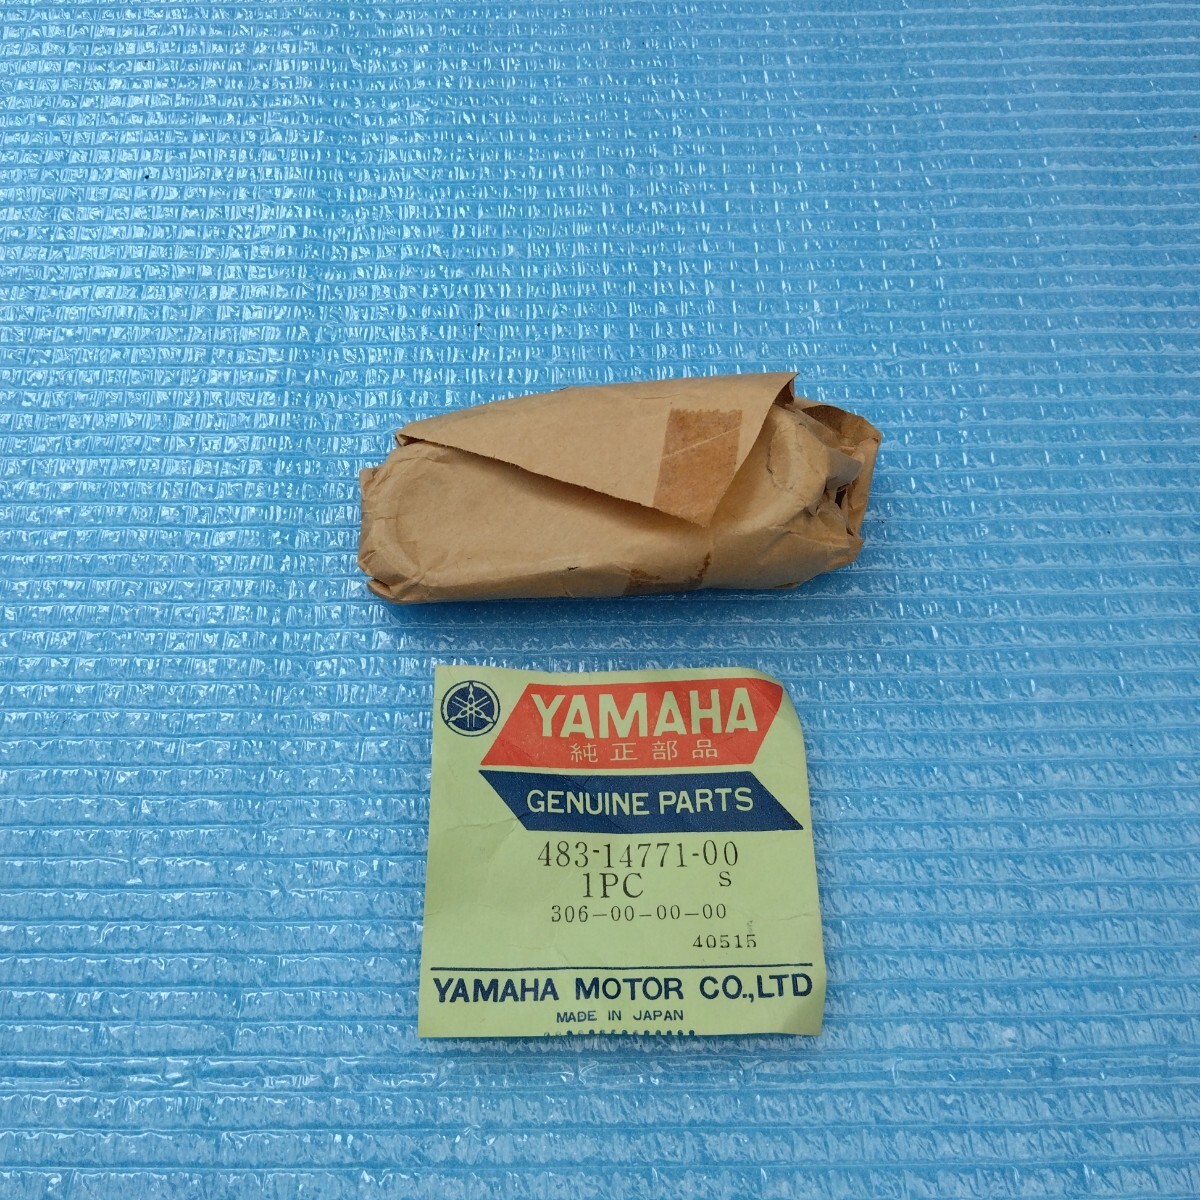 YAMAHA
純正部品
GENUINE PARTS
483-14771-00
1PC S
306-00-00-00
40515
YAMAHA MOTOR CO.,LTD
MADE IN JAPAN